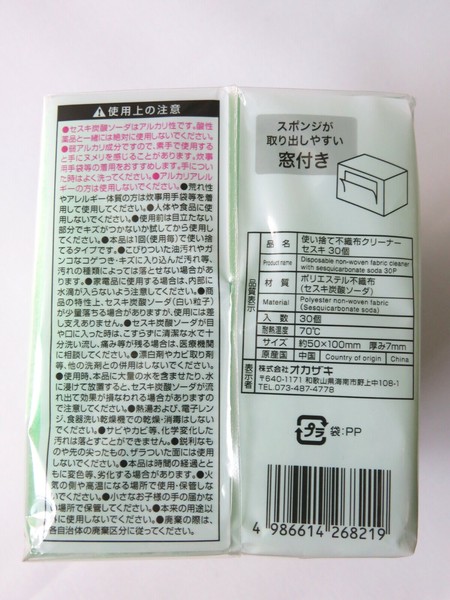 使用上の注意
●セスキ炭酸ソーダはアルカリ性です。酸性
薬品と一緒には絶対に使用しないでください。
●弱アルカリ成分ですので、素手で使用する
と手にヌメリを感じることがあります。炊事
用手袋等の着用をおすすめします。手につい
た時はよく洗ってください。●アルカリアレル
ギーの方は使用しないでください。●荒れ性
やアレルギー体質の方は炊事用手袋等を着
用して使用してください。●人体や食品に使用
しないでください。●使用前は目立たない
部分でキズがつかないか試してから使用して
ください。●本品は1回(使用毎)で使い捨
てるタイプです。●こびりついた油汚れやガ
ンコなコゲつき・キズに入り込んだ汚れ等、
汚れの種類によっては落とせない場合があ
ります。●家電品に使用する場合は、内部に
水滴が入らないように注意してください。●商
品の特性上、セスキ炭酸ソーダ(白い粒子)
が少量落ちる場合がありますが、使用には差
し支えありません。●セスキ炭酸ソーダが目
や口に入った時は、こすらずに清潔な水で十
分洗い流し、痛み等が残る場合は、医療機関
に相談してください。●漂白剤やカビ取り剤
等、他の洗剤との併用はしないでください。
●使用時、本品に大量の水を含ませたり、水
に浸けて放置すると、セスキ炭酸ソーダが流
れ出て効果が損なわれる場合がありますの
で注意してください。●熱湯および、電子レン
ジ、食器洗い乾燥機での乾燥・消毒はしない
でください。●サビやカビ等、化学変化した
汚れは落とすことができません。●鋭利なも
のや先の尖ったもの、ザラついた面には使用
しないでください。●本品は時間の経過とと
もに変色等、劣化する場合があります。●火
気の側や高温になる場所で使用・保管しな
いでください。●小さなお子様の手の届かな
い場所で保管してください。●本来の用途以
外に使用しないでください。●廃棄の際は、
各自治体の廃棄区分に従ってください。
スポンジが
取り出しやすい
窓付き
品質表示
品名 使い捨て不織布クリーナー
セスキ 30個
Product name Disposable non-woven fabric cleaner
with sesquicarbonate soda 30P
材質 ポリエステル不織布
(セスキ炭酸ソーダ)
Material Polyester non-woven fabric
(Sesquicarbonate soda)
入数 30個
耐熱温度 70℃
サイズ 約50×100mm 厚み7mm
原産国 中国 Country of origin China
表示者 株式会社オカザキ
〒640-1171 和歌山県海南市野上中108-1
TEL.073-487-4776
プラ 袋:PP
4 986614 268219